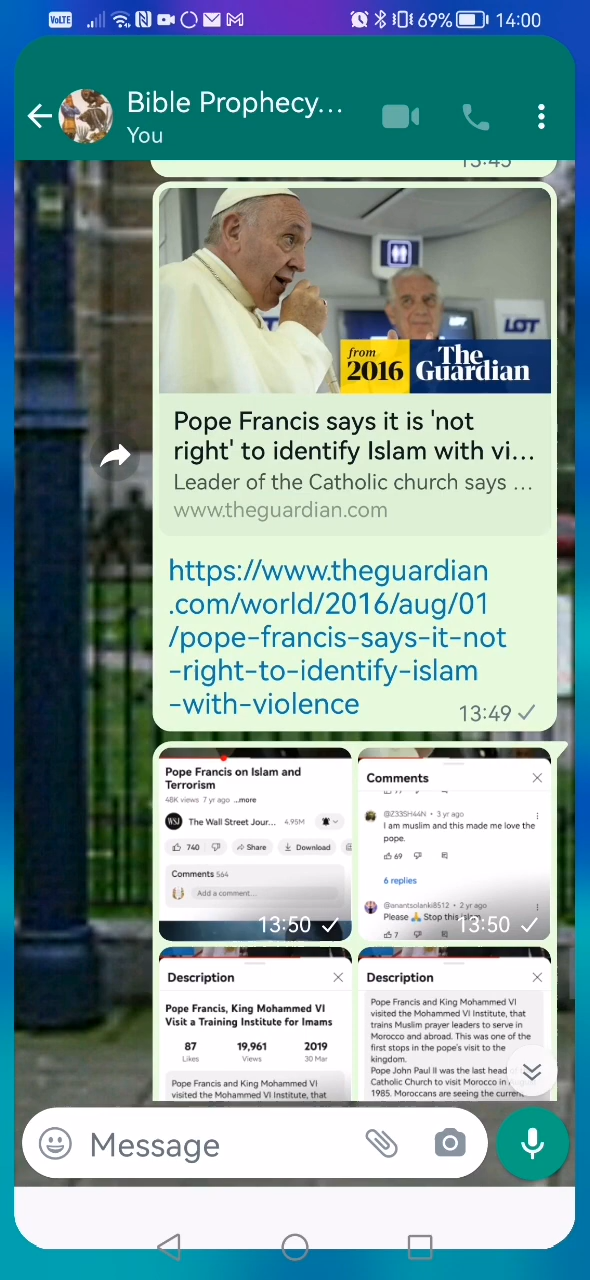 VoLTE 69% 14:00
Bible Prophecy...
You
13:45
LOT
from
2016
The
Guardian
Pope Francis says it is 'not
right' to identify Islam with vi...
Leader of the Catholic church says ...
www.theguardian.com
https://www.theguardian
.com/world/2016/aug/01
/pope-francis-says-it-not
-right-to-identify-islam
-with-violence
13:49
Pope Francis on Islam and
Terrorism
48K views 7 yr ago ...more
WSJ The Wall Street Jour... 4.95M
740 Share Download
Comments 564
Add a comment...
13:50
Comments
@Z33SH44N • 3 yr ago
I am muslim and this made me love the
pope.
69
6 replies
@anantsolanki8512 • 2 yr ago
Please 🙏 Stop this islam
7
13:50
Description
Pope Francis, King Mohammed VI
Visit a Training Institute for Imams
87 19,961 2019
Likes Views 30 Mar
Pope Francis and King Mohammed VI
visited the Mohammed VI Institute, that
Description
Pope Francis and King Mohammed VI
visited the Mohammed VI Institute, that
trains Muslim prayer leaders to serve in
Morocco and abroad. This was one of the
first stops in the pope's visit to the
kingdom.
Pope John Paul II was the last head
Catholic Church to visit Morocco in
1985. Moroccans are seeing the current
Message